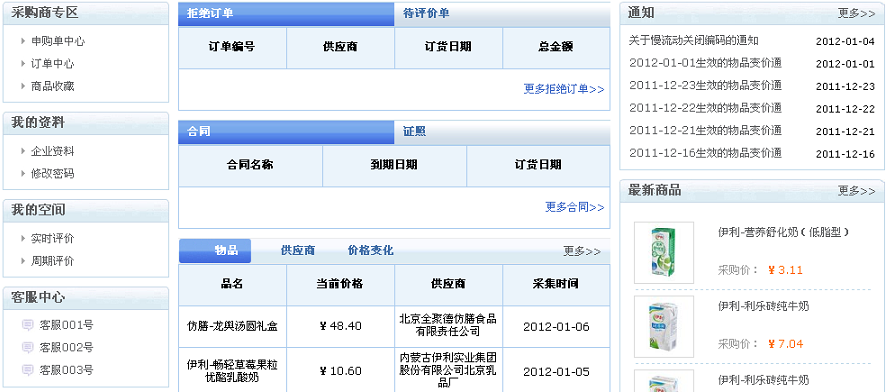 采购商专区
申购单中心
订单中心
商品收藏
我的资料
企业资料
修改密码
我的空间
实时评价
周期评价
客服中心
客服001号
客服002号
客服003号
拒绝订单 待评价单
订单编号 供应商 订货日期 总金额
更多拒绝订单>>
合同 证照
合同名称 到期日期 订货日期
更多合同>>
物品 供应商 价格变化 更多>>
品名 当前价格 供应商 采集时间
仿膳-龙舆汤圆礼盒 ¥ 48.40 北京全聚德仿膳食品
有限责任公司 2012-01-06
伊利-畅轻草莓果粒
优酪乳酸奶 ¥ 10.60 内蒙古伊利实业集团
股份有限公司北京乳
品厂 2012-01-05
通知 更多>>
关于慢流动关闭编码的通知 2012-01-04
2012-01-01生效的物品变价通 2012-01-01
2011-12-23生效的物品变价通 2011-12-23
2011-12-22生效的物品变价通 2011-12-22
2011-12-21生效的物品变价通 2011-12-21
2011-12-16生效的物品变价通 2011-12-16
最新商品 更多>>
伊利-营养舒化奶(低脂型)
采购价: ¥ 3.11
伊利-利乐砖纯牛奶
采购价: ¥ 7.04
伊利-利乐砖纯牛奶